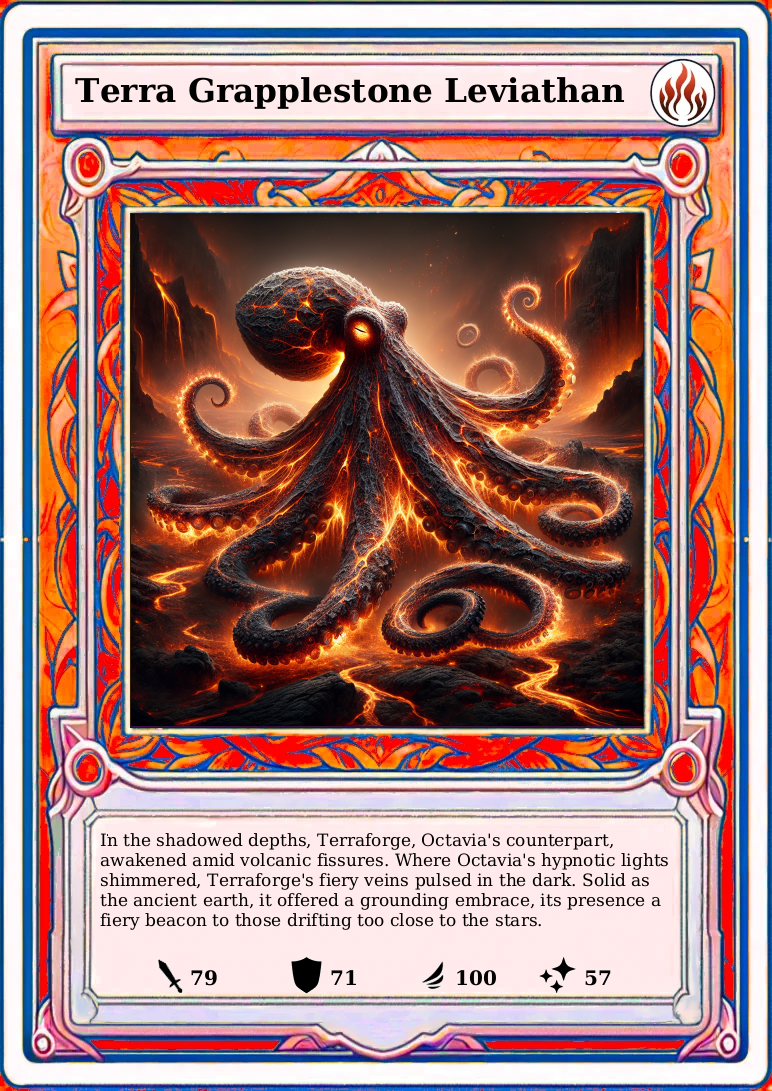 Terra Grapplestone Leviathan
In the shadowed depths, Terraforge, Octavia's counterpart,
awakened amid volcanic fissures. Where Octavia's hypnotic lights
shimmered, Terraforge's fiery veins pulsed in the dark. Solid as
the ancient earth, it offered a grounding embrace, its presence a
fiery beacon to those drifting too close to the stars.
79 71 100 57